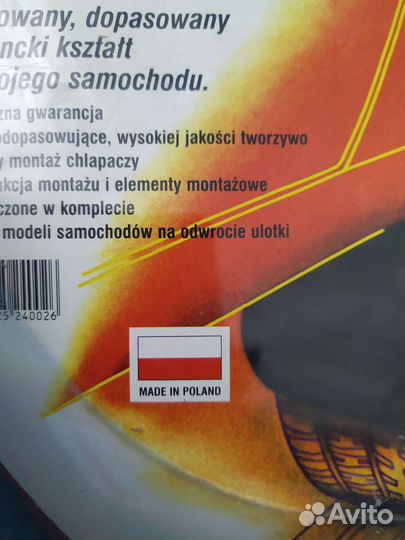 owany, dopasowany
ncki kształt
ojego samochodu.
zna gwarancja
odopasowujące, wysokiej jakości tworzywo
y montaż chlapaczy
ukcja montażu i elementy montażowe
czone w komplecie
modeli samochodów na odwrocie ulotki
25 240026
MADE IN POLAND
Avito